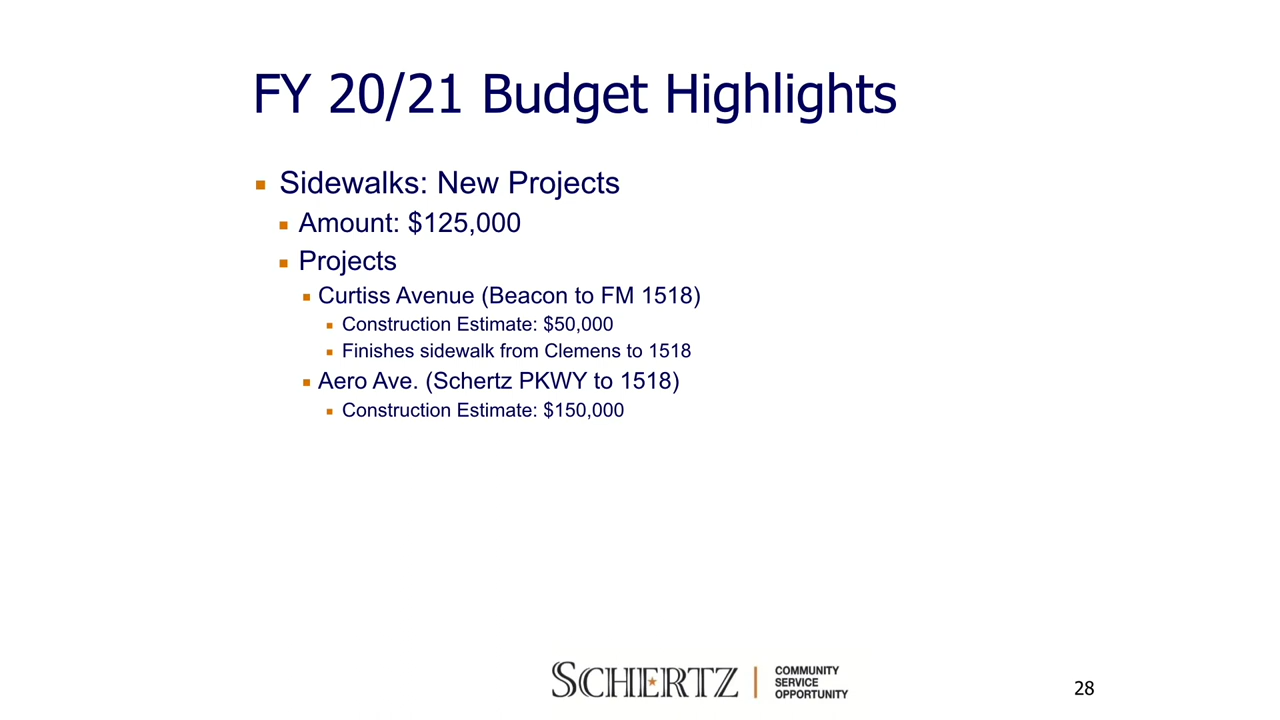 FY 20/21 Budget Highlights
Sidewalks: New Projects
Amount: $125,000
Projects
Curtiss Avenue (Beacon to FM 1518)
Construction Estimate: $50,000
Finishes sidewalk from Clemens to 1518
Aero Ave. (Schertz PKWY to 1518)
Construction Estimate: $150,000
SCHERTZ
COMMUNITY
SERVICE
OPPORTUNITY
28